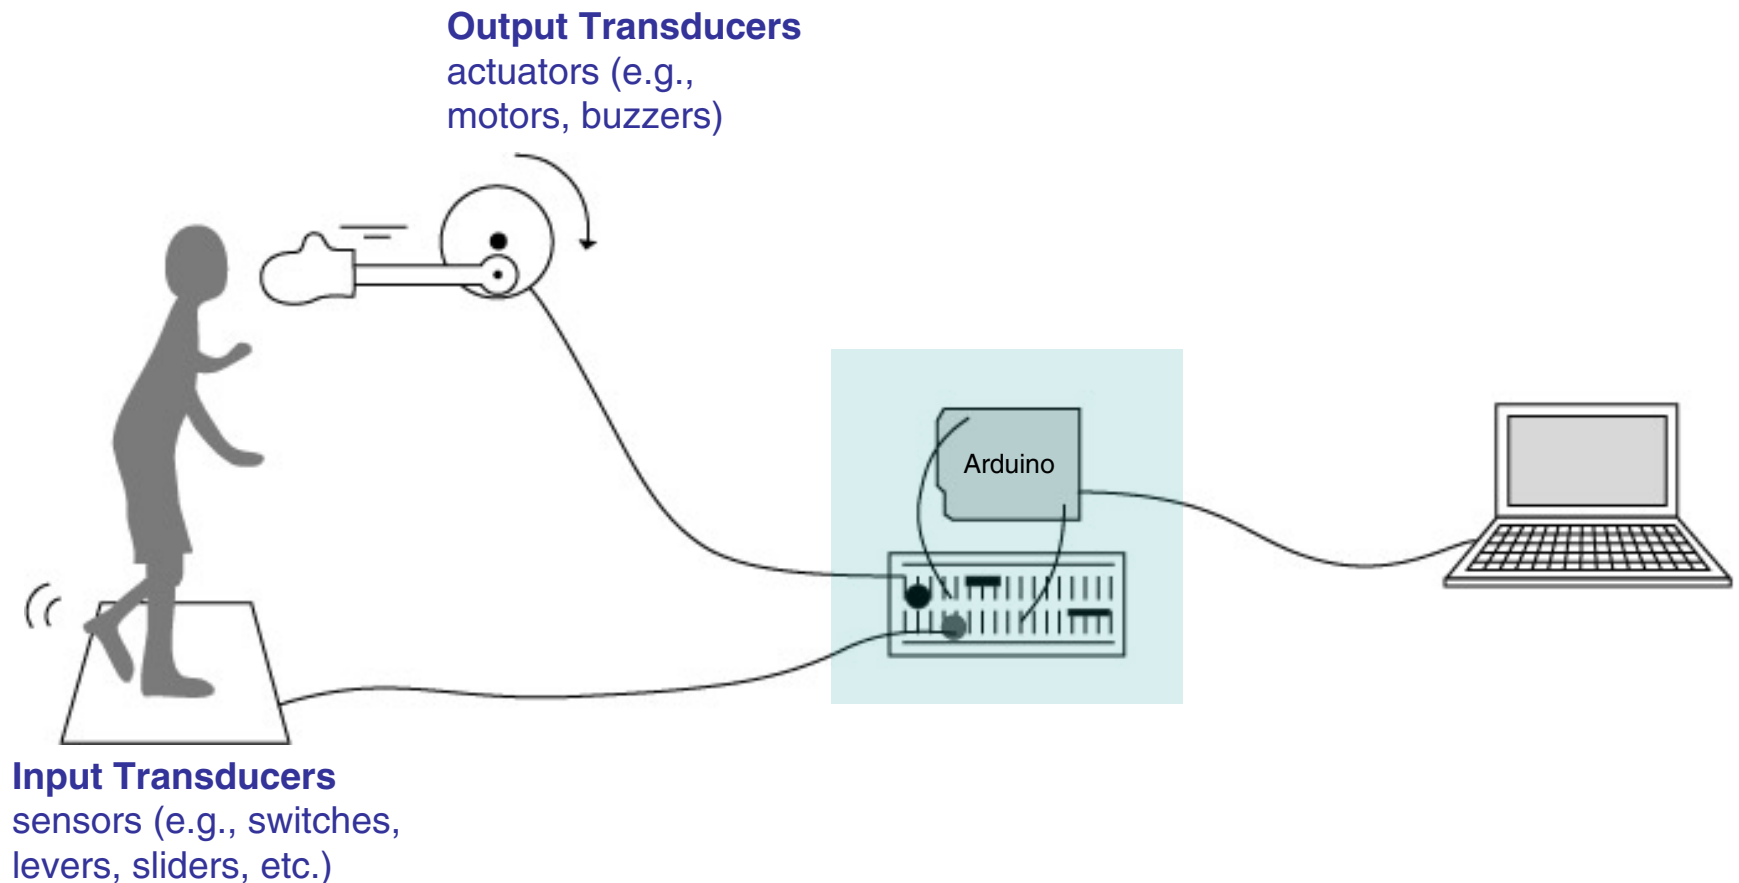 Output Transducers
actuators (e.g.,
motors, buzzers)
Arduino
Input Transducers
sensors (e.g., switches,
levers, sliders, etc.)